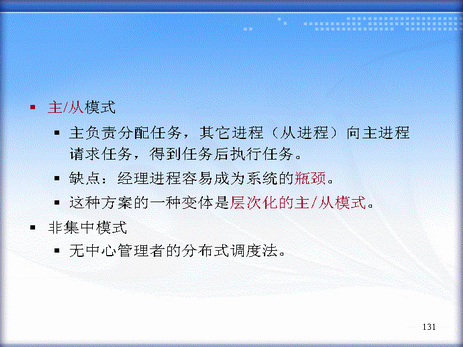 主/从模式
主负责分配任务，其它进程（从进程）向主进程
请求任务，得到任务后执行任务。
缺点：经理进程容易成为系统的瓶颈。
这种方案的一种变体是层次化的主/从模式。
非集中模式
无中心管理者的分布式调度法。
131